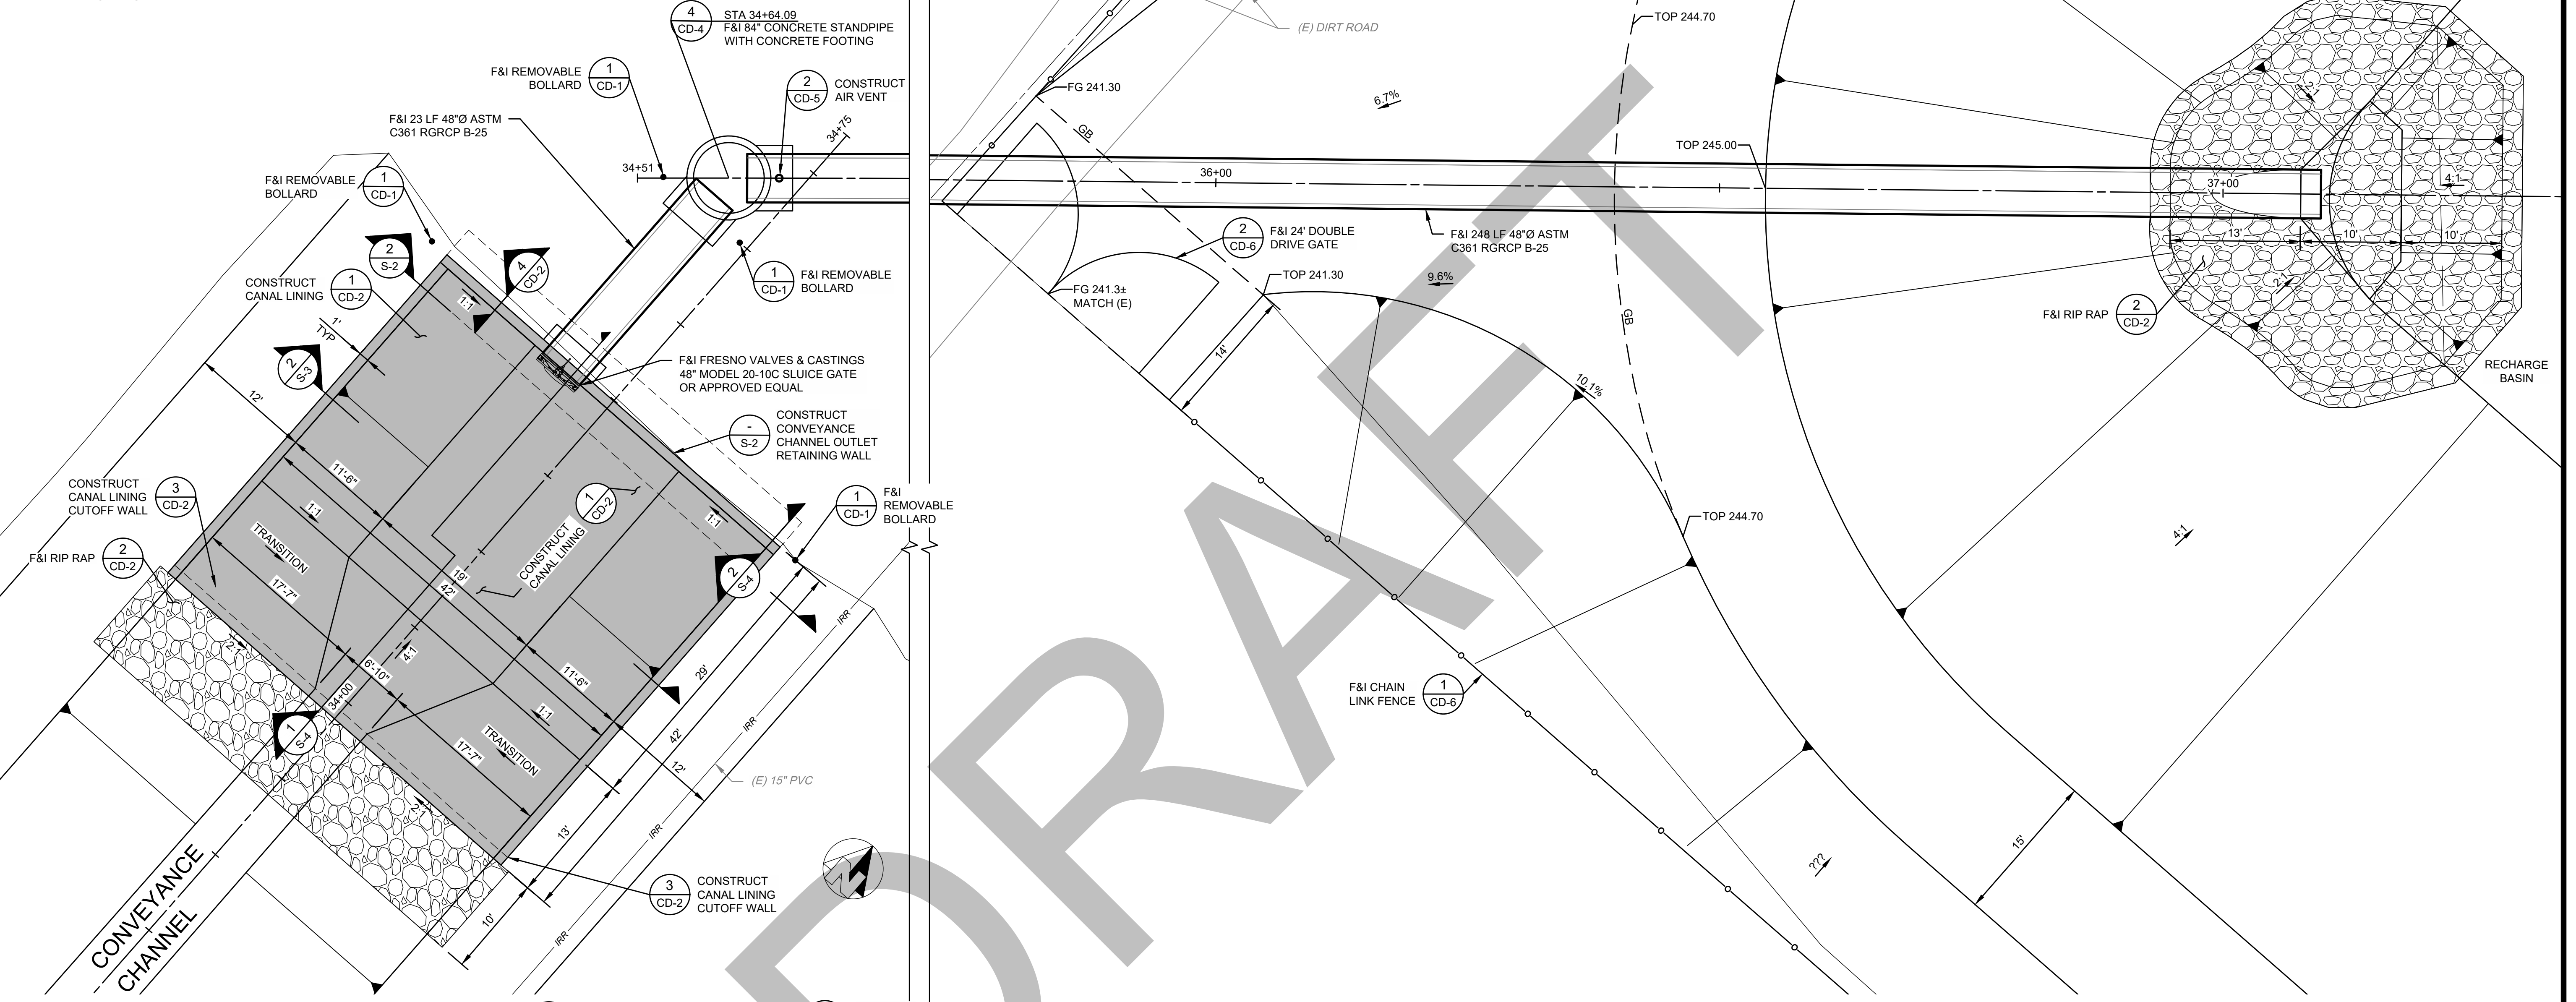 4
CD-4
STA 34+64.09
F&I 84" CONCRETE STANDPIPE
WITH CONCRETE FOOTING
F&I REMOVABLE
BOLLARD
1
CD-1
2
CD-5
CONSTRUCT
AIR VENT
F&I 23 LF 48"Ø ASTM
C361 RGRCP B-25
34+75
34+51
F&I REMOVABLE
BOLLARD
1
CD-1
2
S-2
4
CD-2
1
CD-1
F&I REMOVABLE
BOLLARD
CONSTRUCT
CANAL LINING
1
CD-2
1:1
1'
TYP
2
S-3
12'
F&I FRESNO VALVES & CASTINGS
48" MODEL 20-10C SLUICE GATE
OR APPROVED EQUAL
-
S-2
CONSTRUCT
CONVEYANCE
CHANNEL OUTLET
RETAINING WALL
11'-6"
CONSTRUCT
CANAL LINING
CUTOFF WALL
3
CD-2
1:1
TRANSITION
1
CD-2
CONSTRUCT
CANAL LINING
1:1
1
CD-1
F&I
REMOVABLE
BOLLARD
F&I RIP RAP
2
CD-2
17'-7"
19'
42'
2
S-4
2:1
6'-10"
4:1
34+00
11'-6"
1:1
29'
42'
12'
IRR
IRR
IRR
IRR
1
S-4
17'-7"
TRANSITION
(E) 15" PVC
2:1
13'
10'
3
CD-2
CONSTRUCT
CANAL LINING
CUTOFF WALL
N
CONVEYANCE
CHANNEL
(E) DIRT ROAD
TOP 244.70
FG 241.30
GB
6.7%
TOP 245.00
36+00
37+00
2
CD-6
F&I 24' DOUBLE
DRIVE GATE
F&I 248 LF 48"Ø ASTM
C361 RGRCP B-25
TOP 241.30
9.6%
FG 241.3±
MATCH (E)
14'
GB
10.1%
TOP 244.70
F&I CHAIN
LINK FENCE
1
CD-6
???
15'
4:1
2:1
4:1
13'
10'
10'
2:1
F&I RIP RAP
2
CD-2
RECHARGE
BASIN
DRAFT